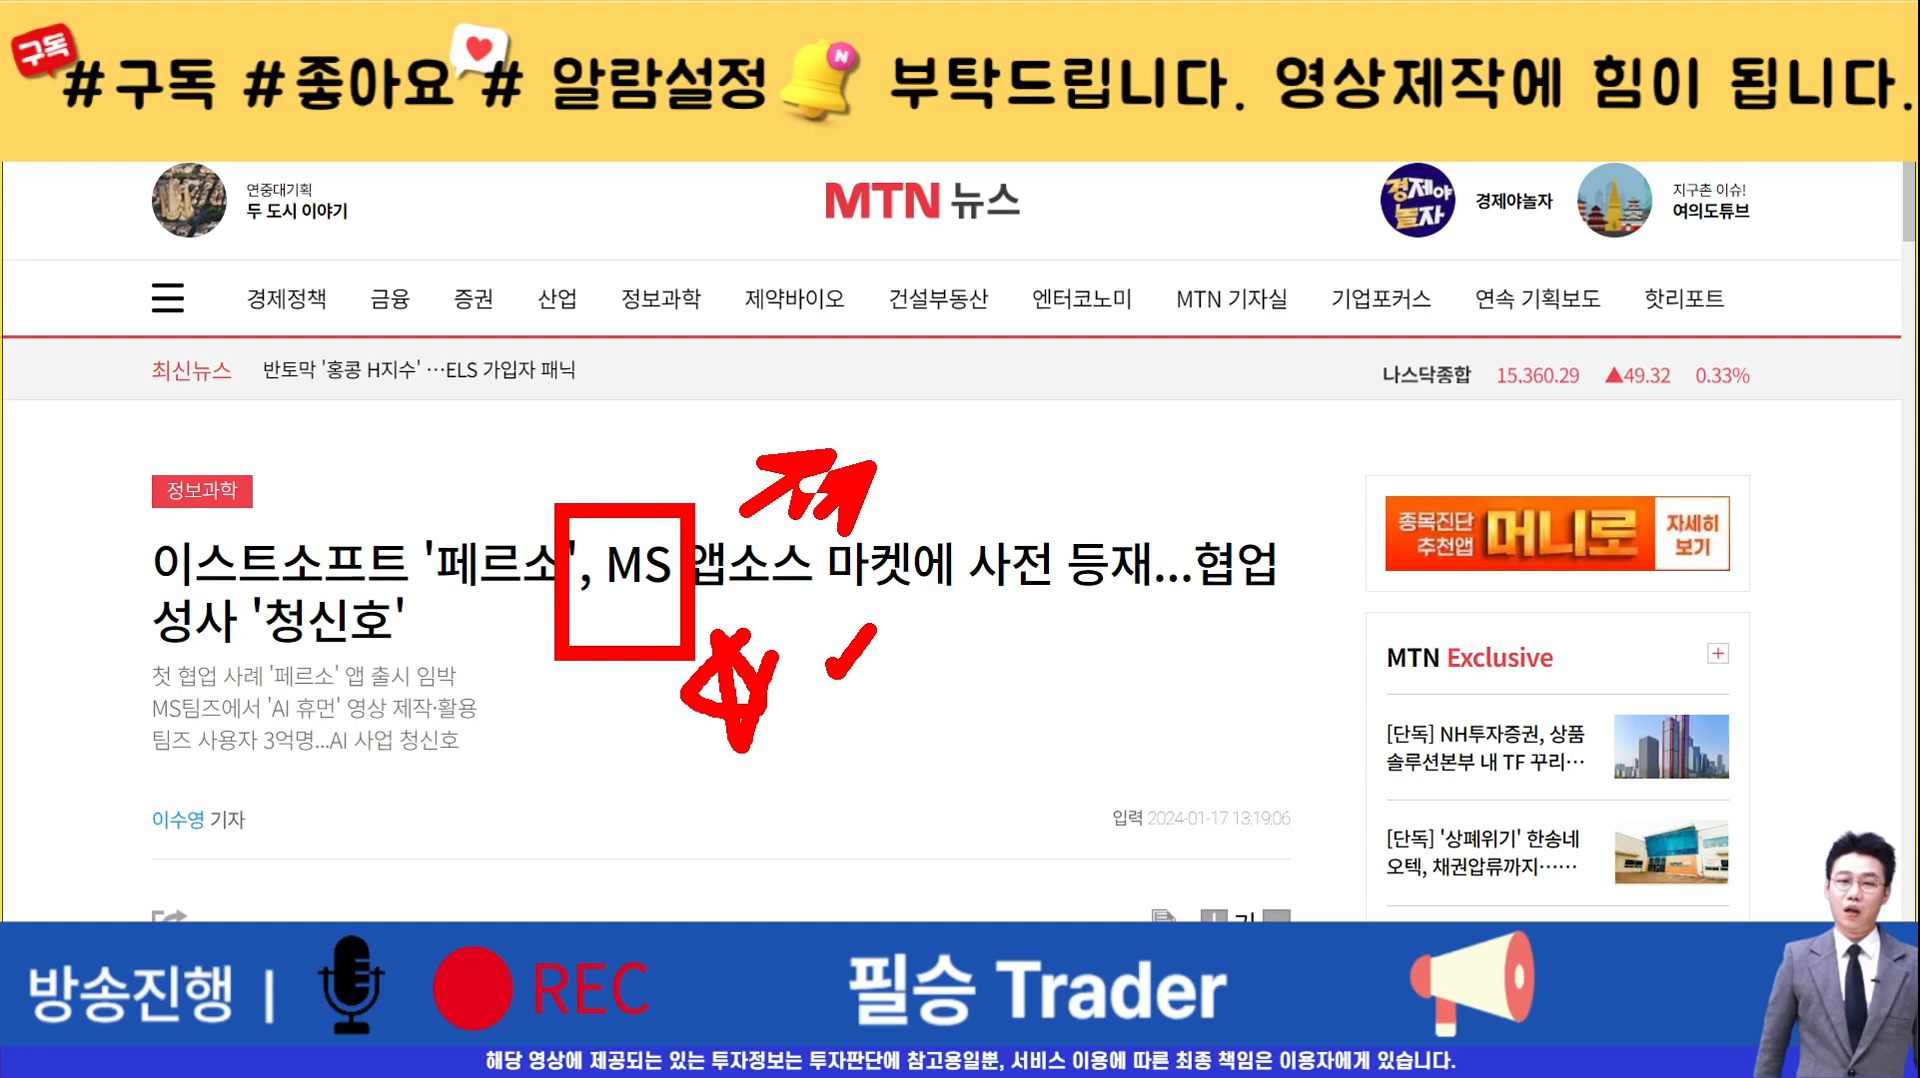 구독
#구독 #좋아요 # 알람설정 N 부탁드립니다. 영상제작에 힘이 됩니다.
연중대기획
두 도시 이야기
MTN 뉴스
경제야
놀자
경제야놀자
지구촌 이슈!
여의도튜브
경제정책 금융 증권 산업 정보과학 제약바이오 건설부동산 엔터코노미 MTN 기자실 기업포커스 연속 기획보도 핫리포트
최신뉴스 반토막 '홍콩 H지수' …ELS 가입자 패닉
나스닥종합 15,360.29 ▲49.32 0.33%
정보과학
이스트소프트 '페르소', MS 앱소스 마켓에 사전 등재...협업
성사 '청신호'
첫 협업 사례 '페르소' 앱 출시 임박
MS팀즈에서 'AI 휴먼' 영상 제작·활용
팀즈 사용자 3억명...AI 사업 청신호
이수영 기자
입력 2024-01-17 13:19:06
종목진단
추천앱
머니로
자세히
보기
MTN Exclusive
[단독] NH투자증권, 상품
솔루션본부 내 TF 꾸리…
[단독] '상폐위기' 한송네
오텍, 채권압류까지……
방송진행 | REC 필승 Trader
해당 영상에 제공되는 있는 투자정보는 투자판단에 참고용일뿐, 서비스 이용에 따른 최종 책임은 이용자에게 있습니다.